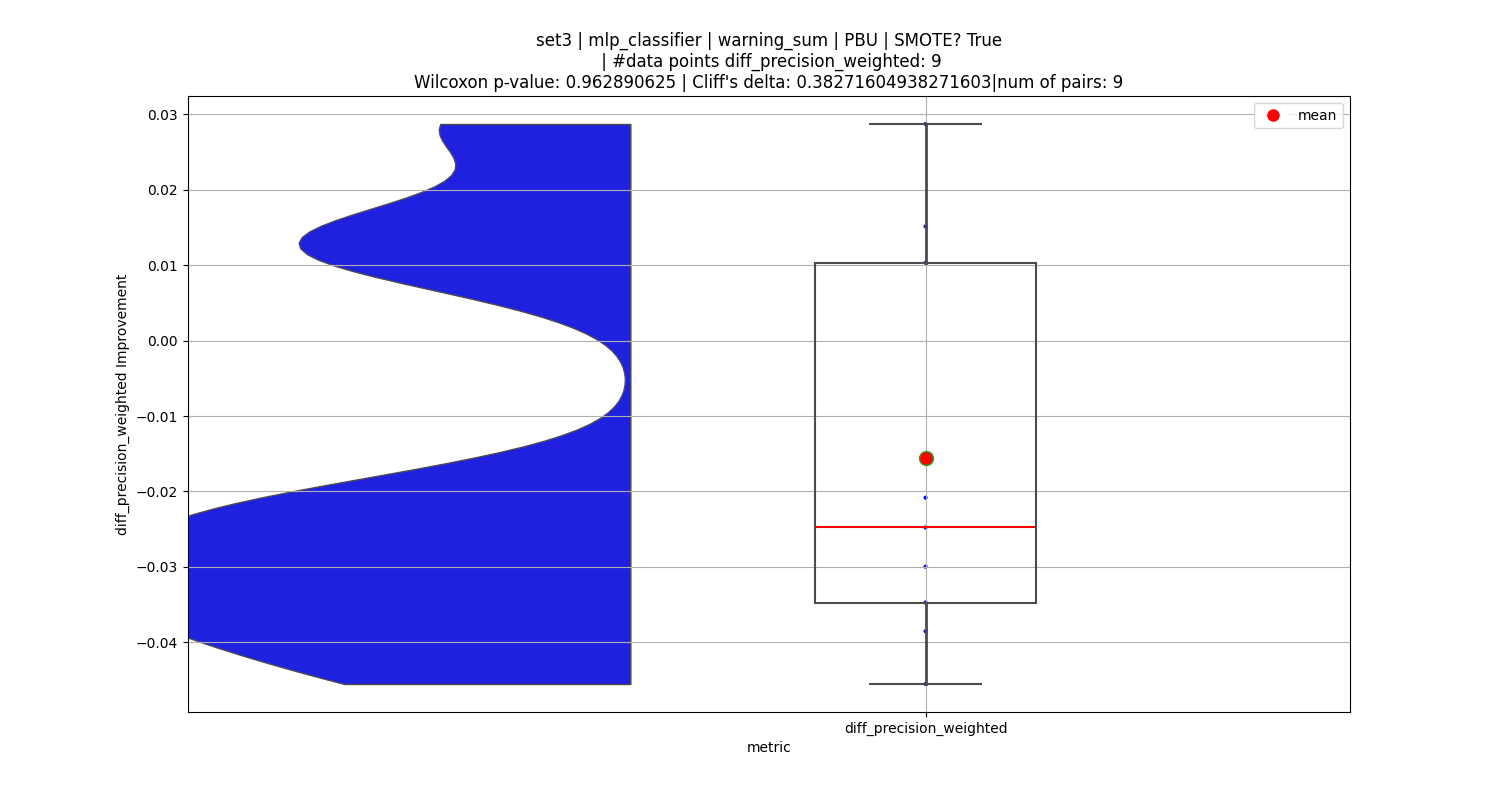 set3 | mlp_classifier | warning_sum | PBU | SMOTE? True
| #data points diff_precision_weighted: 9
Wilcoxon p-value: 0.962890625 | Cliff's delta: 0.38271604938271603|num of pairs: 9
mean
0.03
0.02
0.01
0.00
−0.01
−0.02
−0.03
−0.04
diff_precision_weighted Improvement
diff_precision_weighted
metric